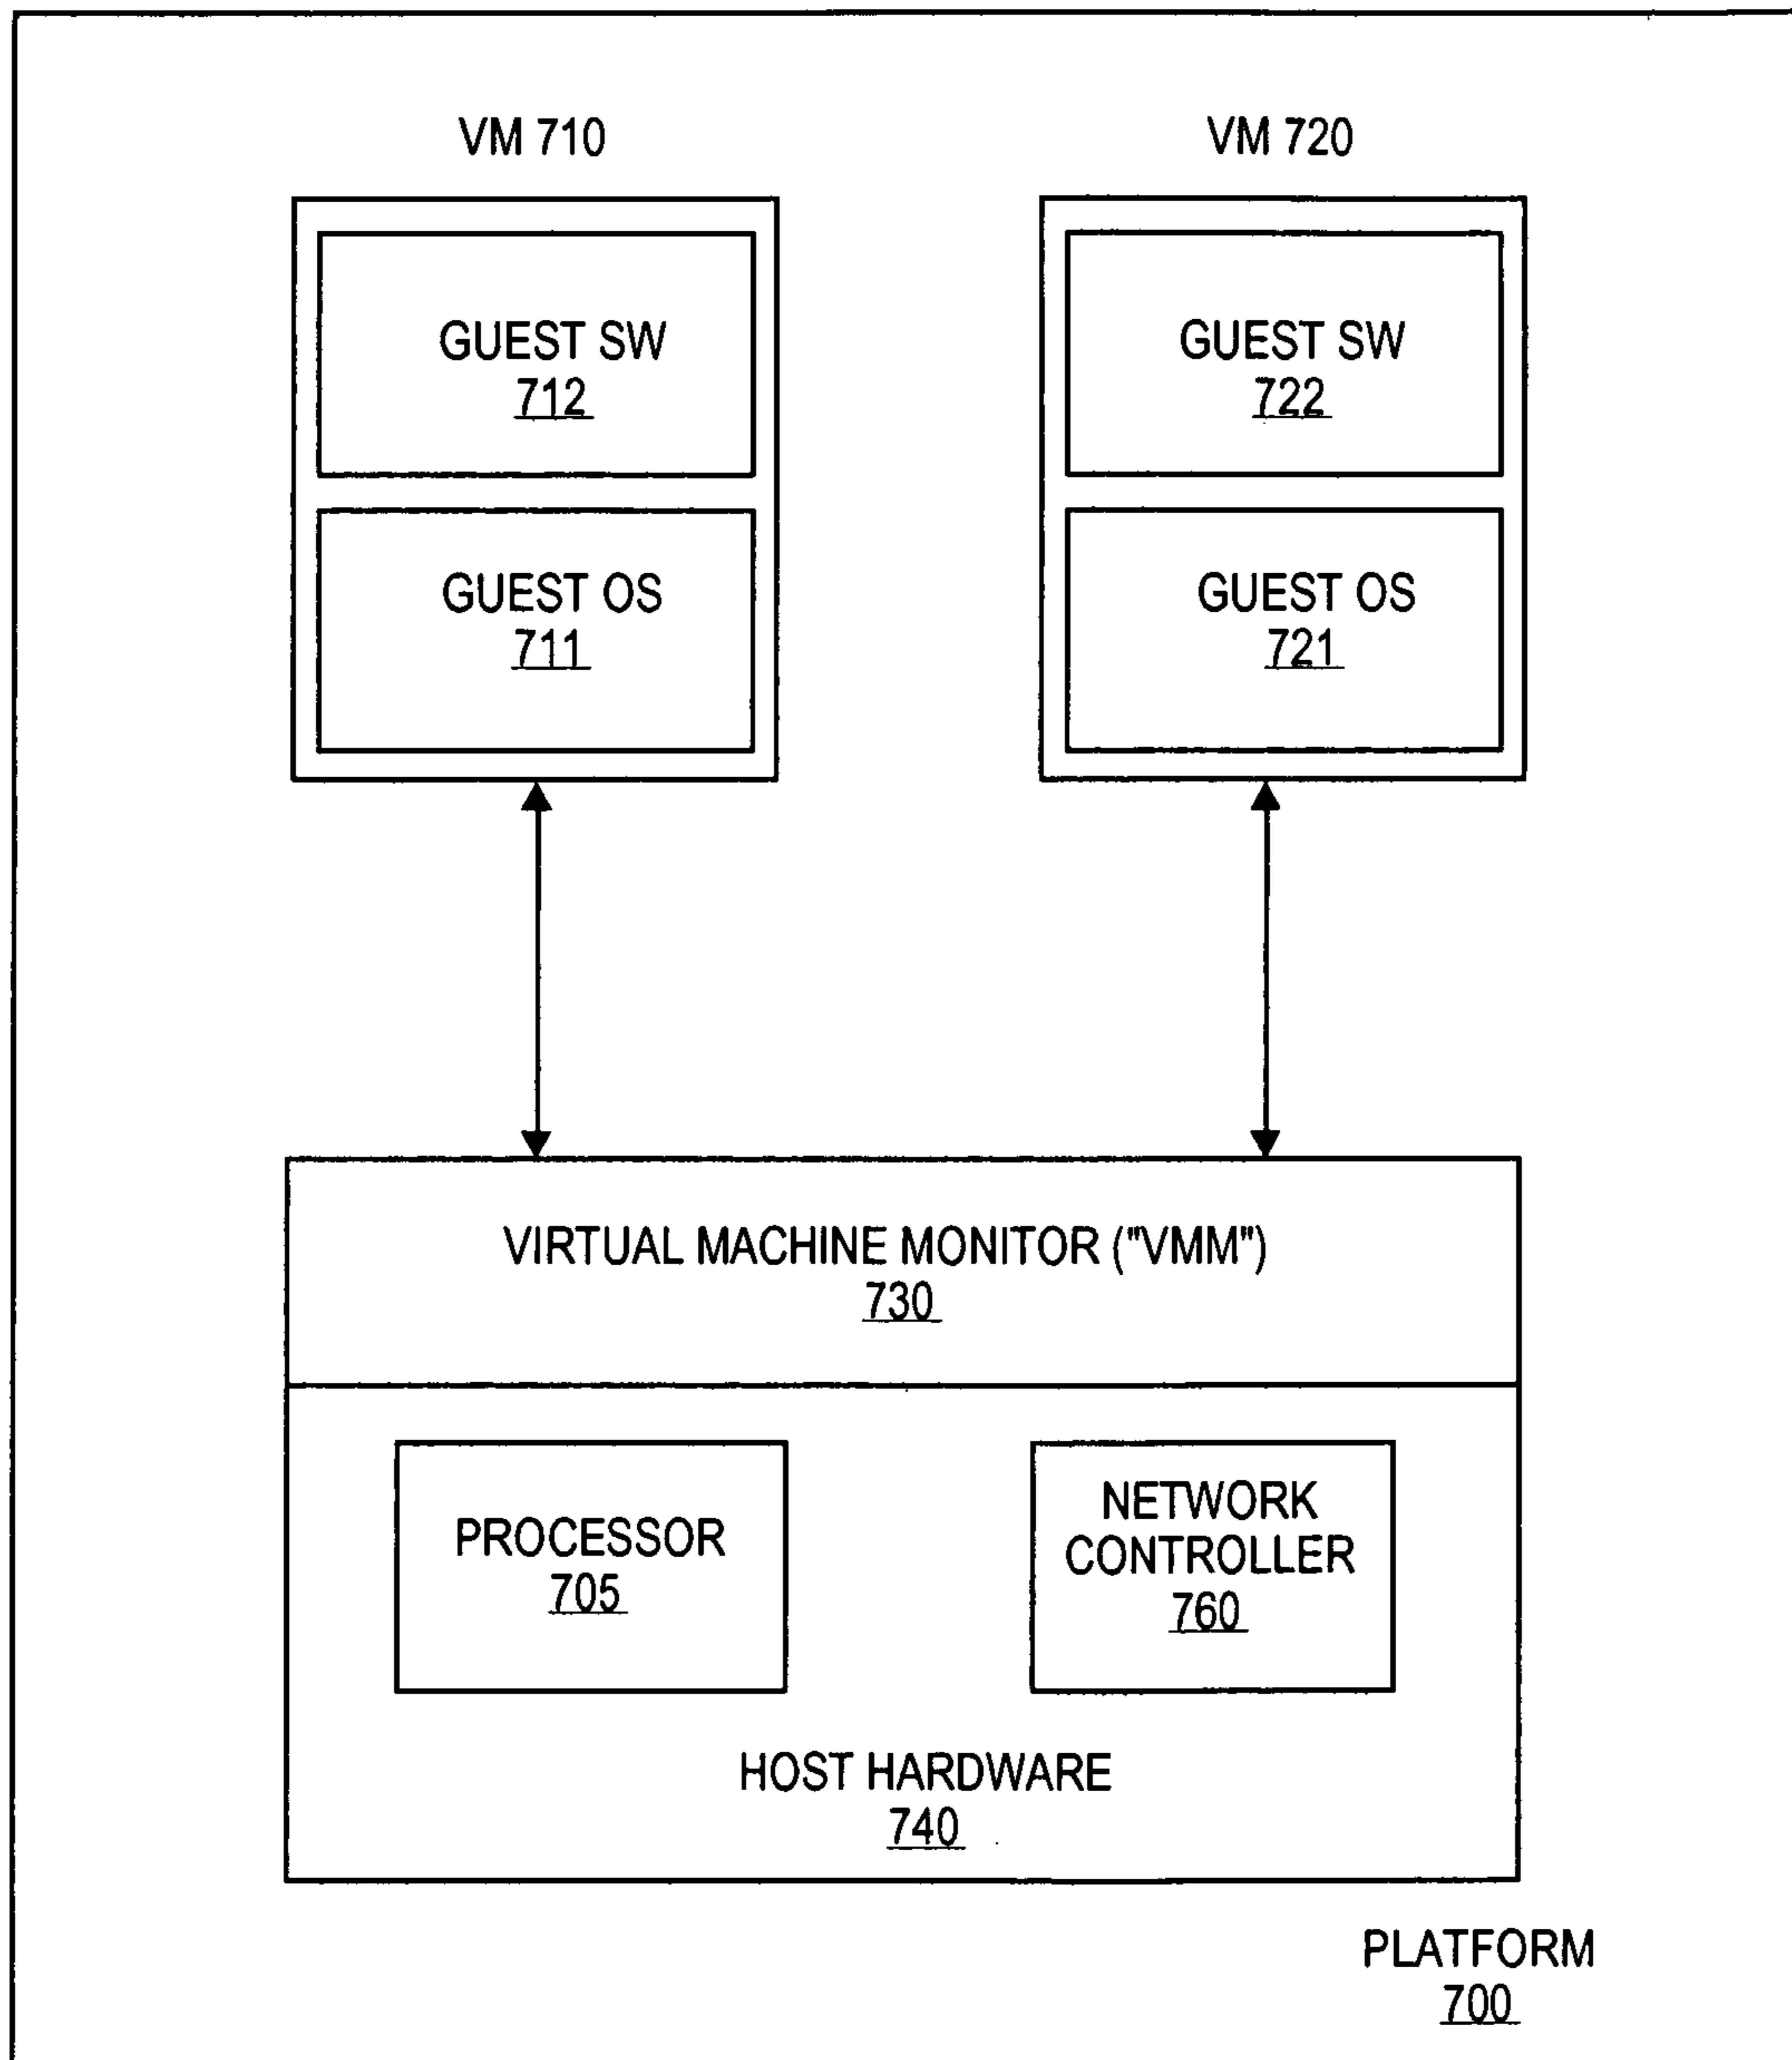 VM 710
VM 720
GUEST SW
712
GUEST SW
722
GUEST OS
711
GUEST OS
721
VIRTUAL MACHINE MONITOR ("VMM")
730
PROCESSOR
705
NETWORK
CONTROLLER
760
HOST HARDWARE
740
PLATFORM
700